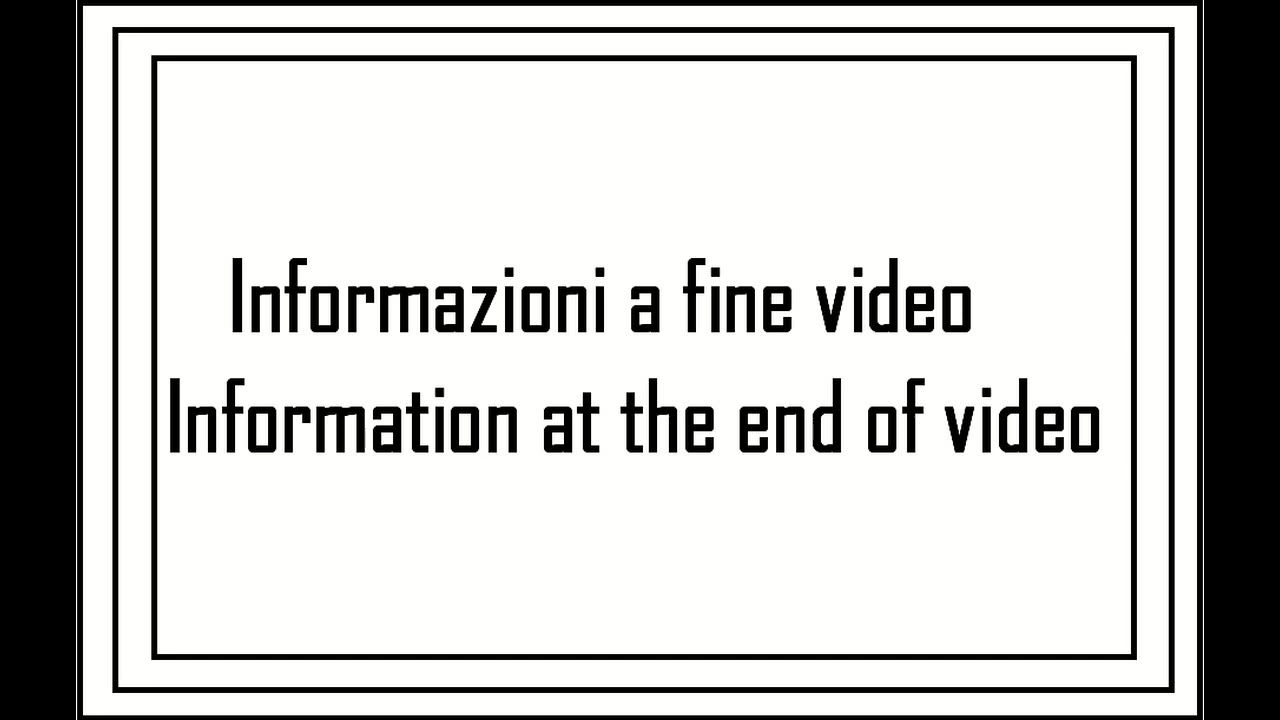 Informazioni a fine video
Information at the end of video